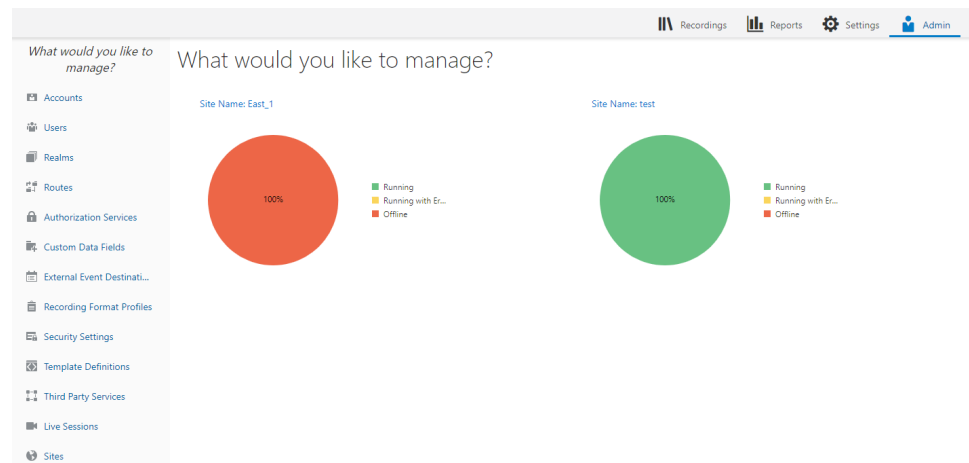 Recordings
Reports
Settings
Admin
What would you like to
manage?
Accounts
Users
Realms
Routes
Authorization Services
Custom Data Fields
External Event Destinati...
Recording Format Profiles
Security Settings
Template Definitions
Third Party Services
Live Sessions
Sites
What would you like to manage?
Site Name: East_1
100%
Running
Running with Er...
Offline
Site Name: test
100%
Running
Running with Er...
Offline